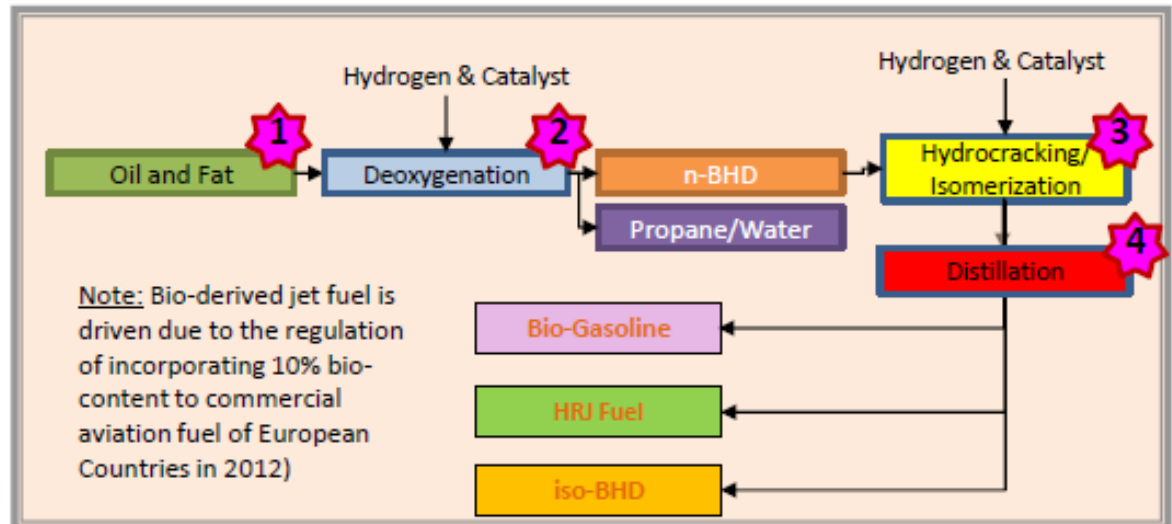 Hydrogen & Catalyst
Hydrogen & Catalyst
1
2
3
Oil and Fat
Deoxygenation
n-BHD
Hydrocracking/
Isomerization
Propane/Water
4
Distillation
Note: Bio-derived jet fuel is
driven due to the regulation
of incorporating 10% bio-
content to commercial
aviation fuel of European
Countries in 2012)
Bio-Gasoline
HRJ Fuel
iso-BHD